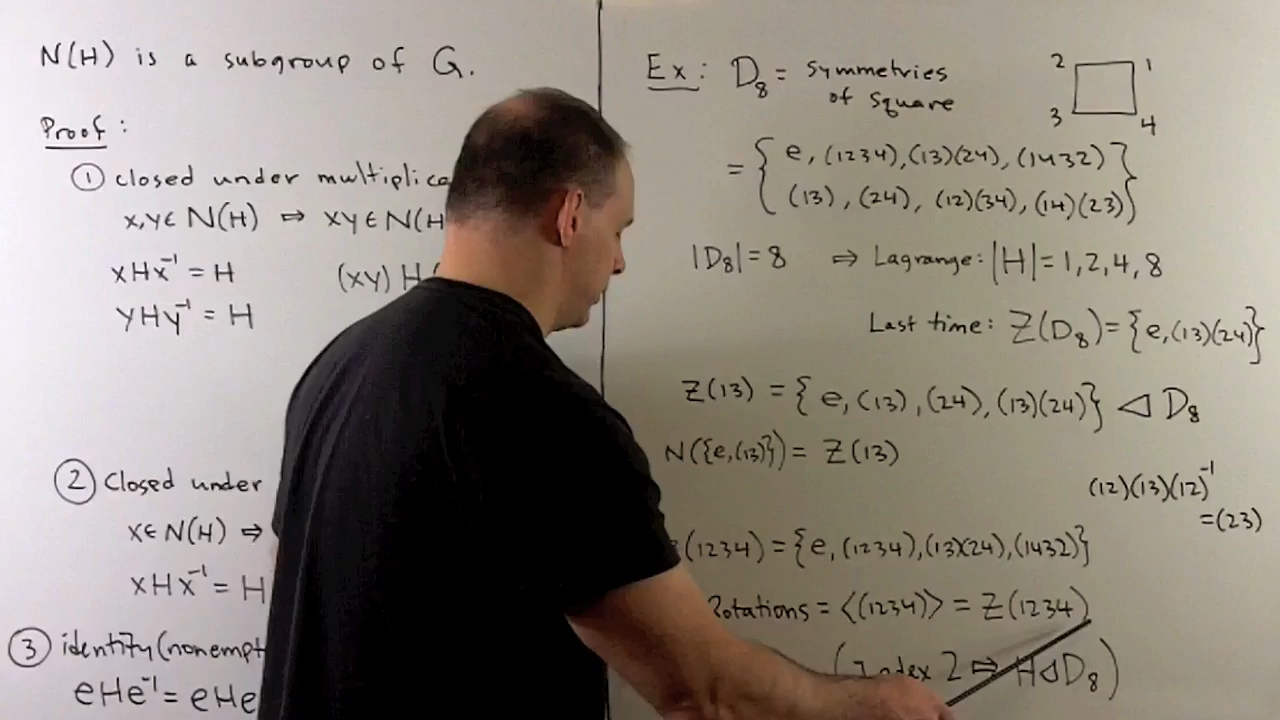 N(H) is a subgroup of G.
Proof:
① closed under
x,y∈N(H) ⇒ xy∈N(H
xHx⁻¹ = H (xy) H
yHy⁻¹ = H
② Closed under
x∈N(H) ⇒
xHx⁻¹ = H
③ identity
eHe⁻¹ = eHe
Ex: D₈ = symmetries
of square
2 1
3 4
= { e, (1234), (13)(24), (1432)
(13), (24), (12)(34), (14)(23) }
|D₈| = 8 ⇒ Lagrange: |H| = 1, 2, 4, 8
Last time: Z(D₈) = {e, (13)(24)}
Z(13) = {e, (13), (24), (13)(24)} ◁ D₈
N({e,(13)}) = Z(13)
(12)(13)(12)⁻¹
=(23)
(1234) = {e, (1234), (13)(24), (1432)}
Rotations = ⟨(1234)⟩ = Z(1234)
(Index 2 ⇒ H◁D₈)